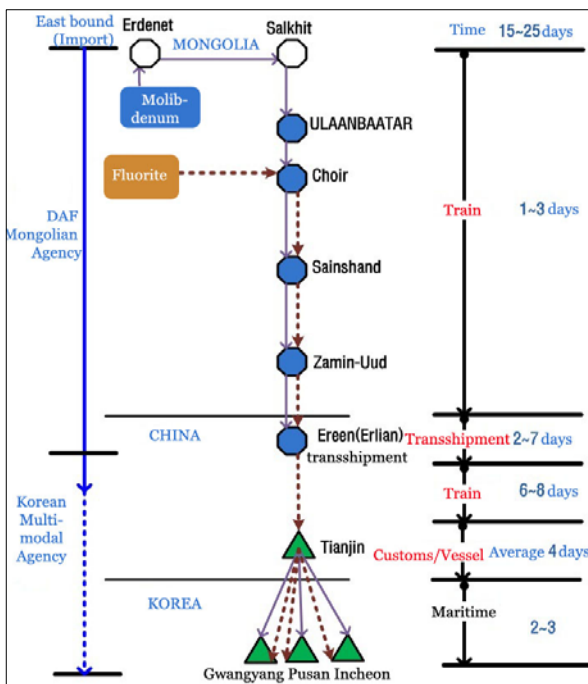 East bound
(Import)
Erdenet
MONGOLIA
Salkhit
Time 15~25 days
Molib-
denum
ULAANBAATAR
Fluorite
Choir
DAF
Mongolian
Agency
Train 1~3 days
Sainshand
Zamin-Uud
CHINA
Ereen(Erlian)
transshipment
Transshipment 2~7 days
Korean
Multi-
modal
Agency
Train 6~8 days
Tianjin
Customs/Vessel Average 4 days
KOREA
Maritime
2~3
Gwangyang Pusan Incheon